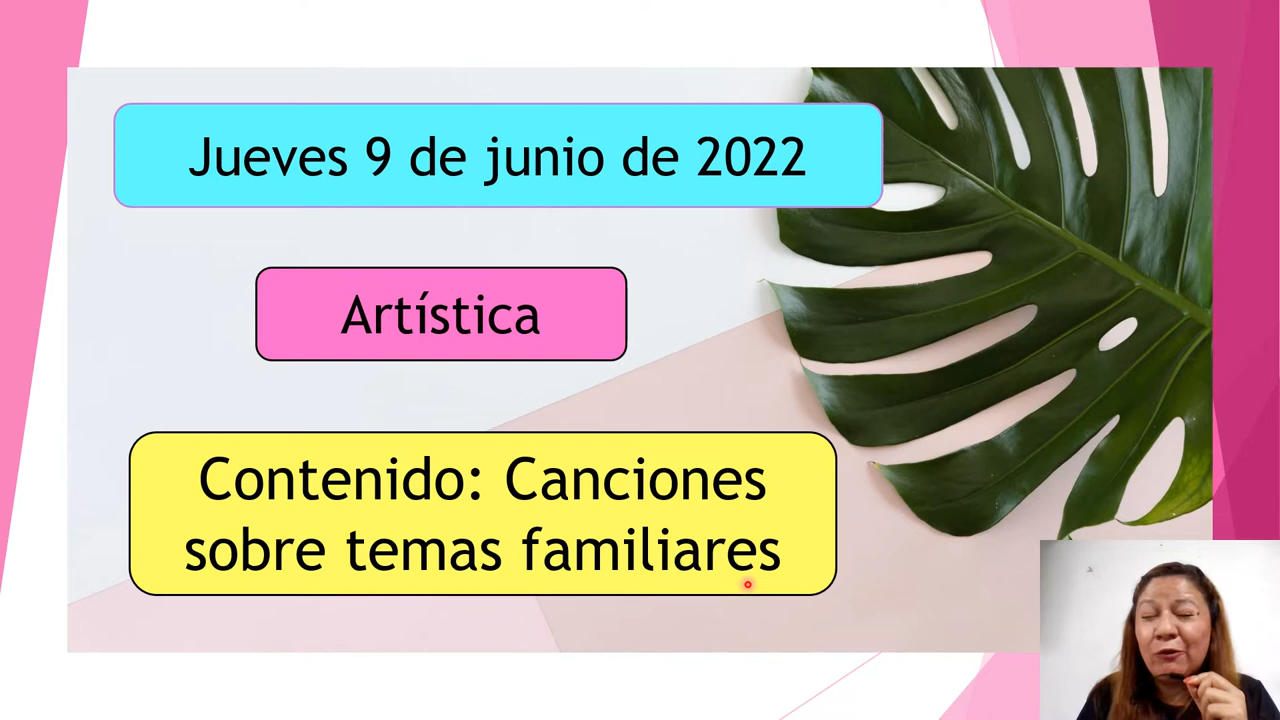 Jueves 9 de junio de 2022
Artística
Contenido: Canciones
sobre temas familiares